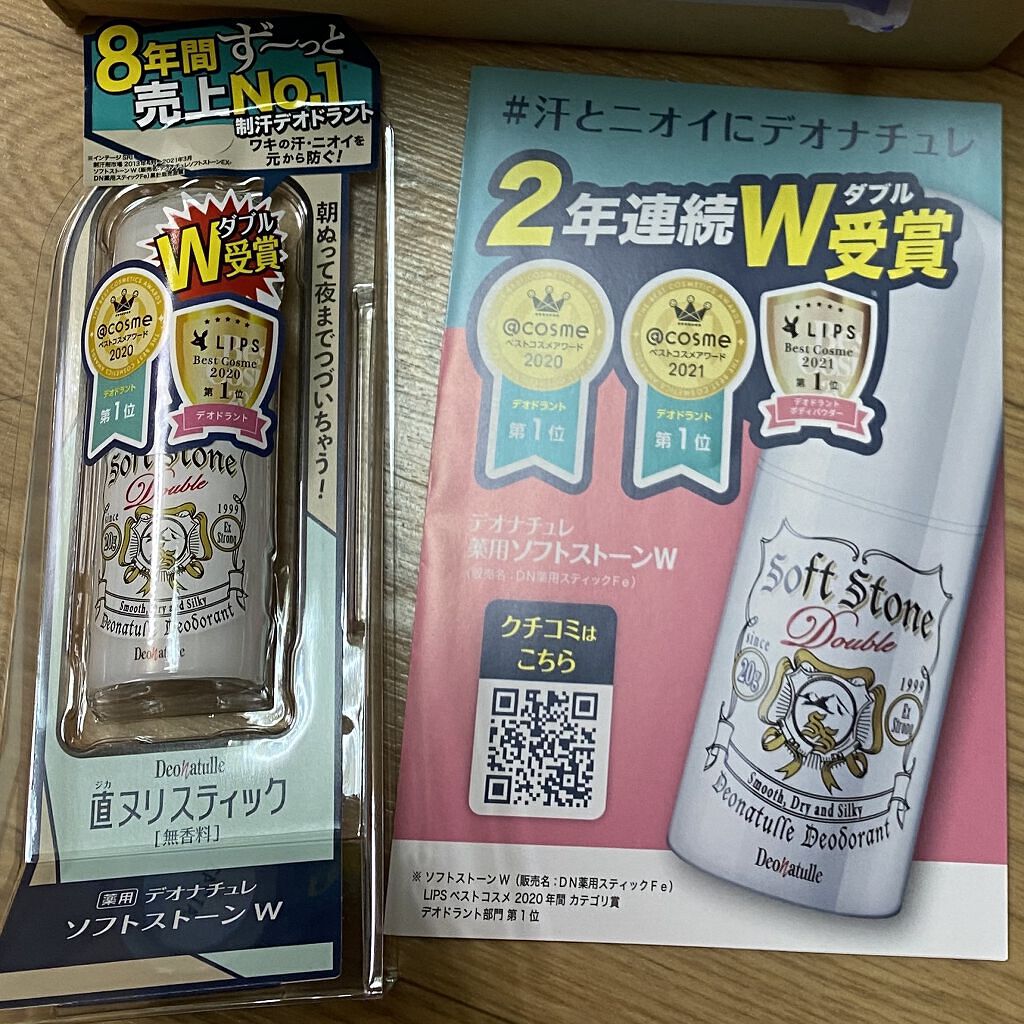 8年間ず〜っと
売上No.1
制汗デオドラント
ワキの汗・ニオイを
元から防ぐ!
朝ぬって夜までつづいちゃう!
ダブル
W受賞
@cosme
ベストコスメアワード
2020
デオドラント
第1位
LIPS
Best Cosme
2020
第1位
デオドラント
Soft Stone
Double
since
1999
20g
Ex
Strong
Smooth, Dry and Silky
Deonatulle Deodorant
Deonatulle
Deonatulle
ジカ
直ヌリスティック
[無香料]
薬用 デオナチュレ
ソフトストーンW
#汗とニオイにデオナチュレ
2年連続W受賞
ダブル
@cosme
ベストコスメアワード
2020
デオドラント
第1位
@cosme
ベストコスメアワード
2021
デオドラント
第1位
LIPS
Best Cosme
2021
第1位
デオドラント
ボディパウダー
デオナチュレ
薬用ソフトストーンW
(販売名:DN薬用スティックFe)
クチコミは
こちら
Soft Stone
Double
since
1999
20g
Ex
Strong
Smooth, Dry and Silky
Deonatulle Deodorant
Deonatulle
※ ソフトストーンW(販売名:DN薬用スティックFe)
LIPS ベストコスメ 2020年間 カテゴリ賞
デオドラント部門 第1位